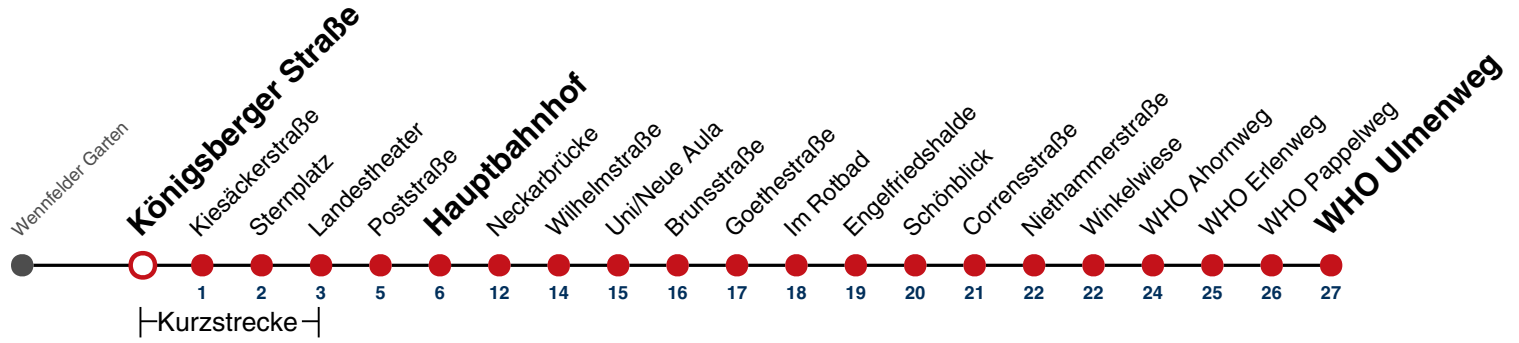 Wennfelder Garten
Königsberger Straße
Kiesäckerstraße
Sternplatz
Landestheater
Poststraße
Hauptbahnhof
Neckarbrücke
Wilhelmstraße
Uni/Neue Aula
Brunsstraße
Goethestraße
Im Rotbad
Engelfriedshalde
Schönblick
Corrensstraße
Niethammerstraße
Winkelwiese
WHO Ahornweg
WHO Erlenweg
WHO Pappelweg
WHO Ulmenweg
1 2 3 5 6 12 14 15 16 17 18 19 20 21 22 22 24 25 26 27
Kurzstrecke